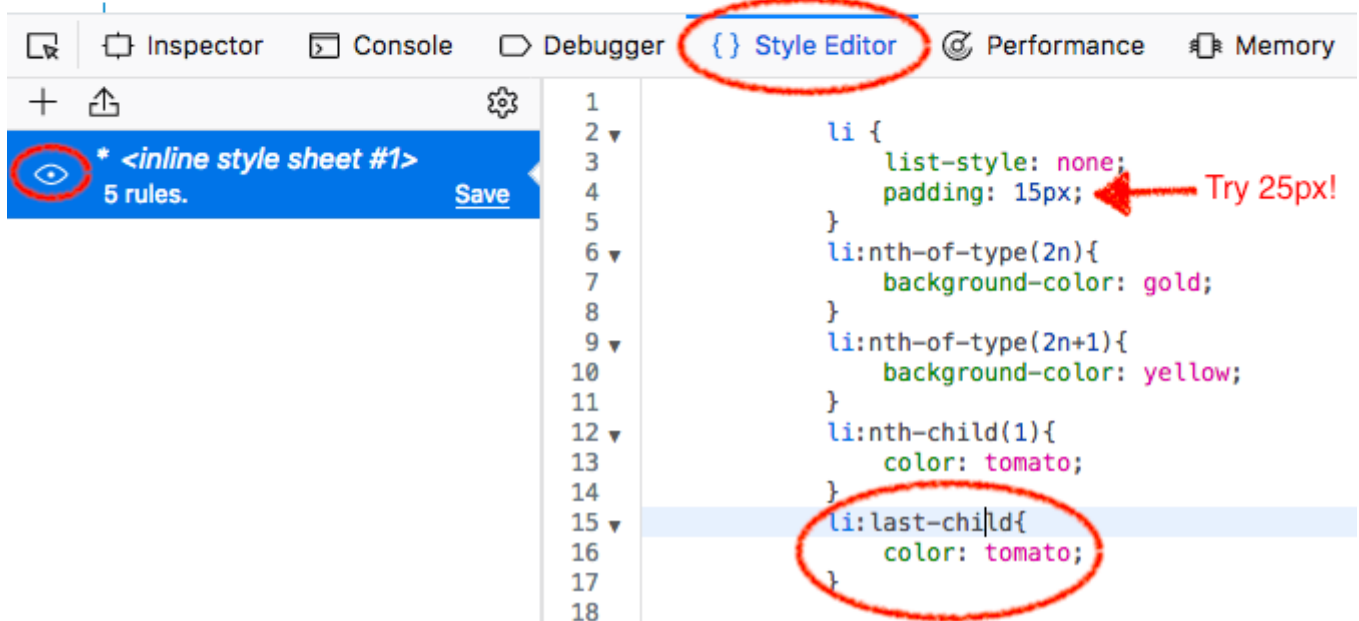 Inspector Console Debugger { } Style Editor Performance Memory
* <inline style sheet #1>
5 rules. Save
1
2 li {
3 list-style: none;
4 padding: 15px; Try 25px!
5 }
6 li:nth-of-type(2n){
7 background-color: gold;
8 }
9 li:nth-of-type(2n+1){
10 background-color: yellow;
11 }
12 li:nth-child(1){
13 color: tomato;
14 }
15 li:last-child{
16 color: tomato;
17 }
18